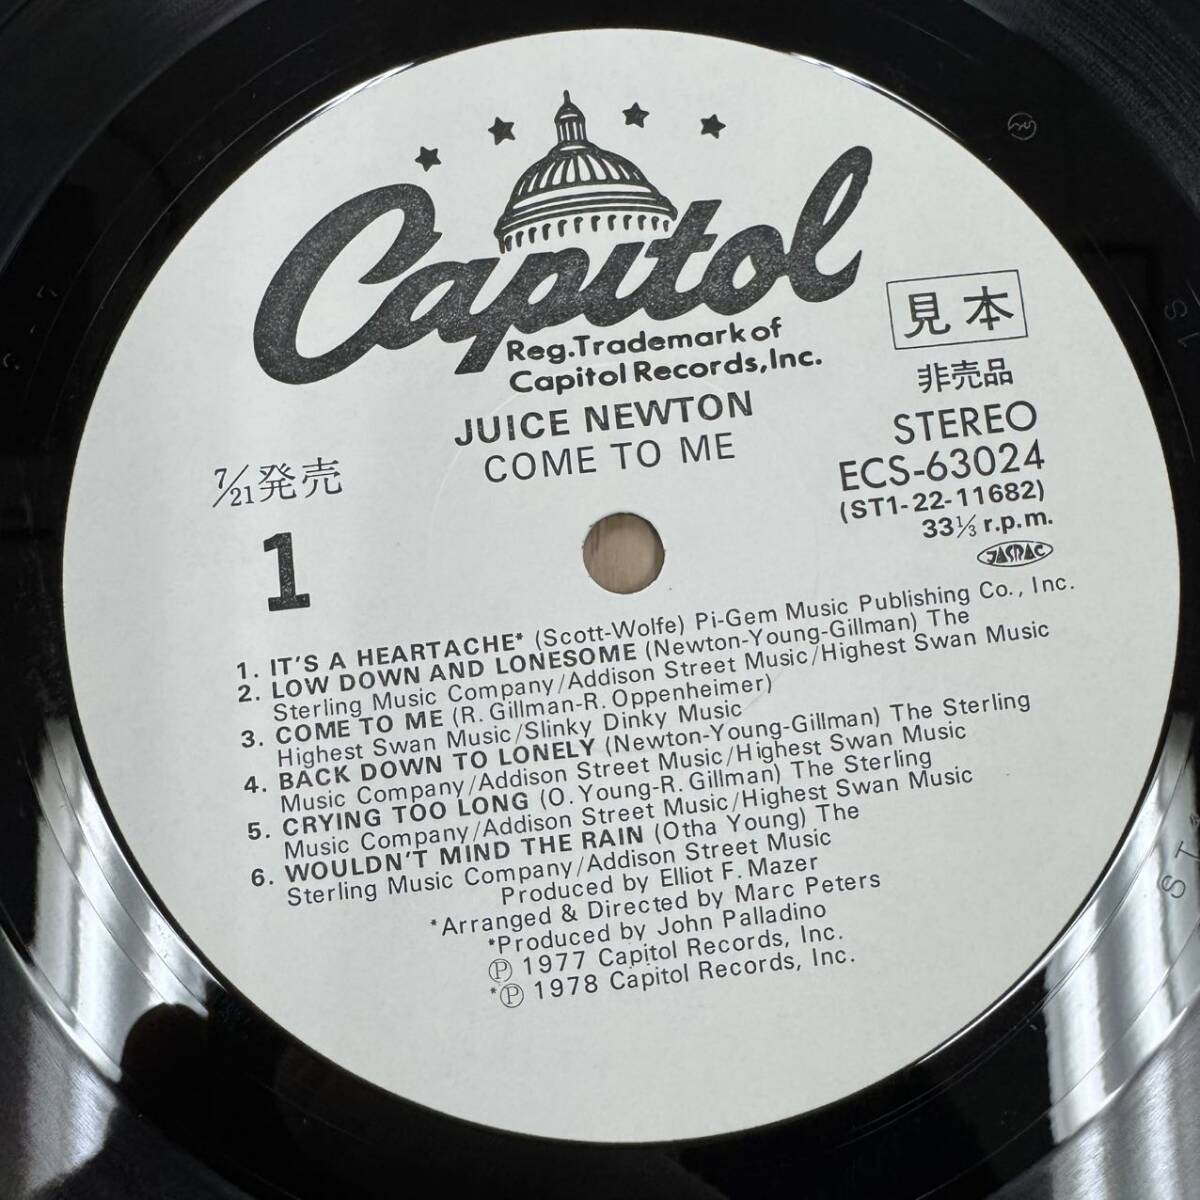 Capitol
Reg. Trademark of
Capitol Records, Inc.
見本
非売品
JUICE NEWTON
COME TO ME
STEREO
ECS-63024
(ST1-22-11682)
33⅓ r.p.m.
JASRAC
7/21発売
1
1. IT'S A HEARTACHE* (Scott-Wolfe) Pi-Gem Music Publishing Co., Inc.
2. LOW DOWN AND LONESOME (Newton-Young-Gillman) The
Sterling Music Company/Addison Street Music/Highest Swan Music
3. COME TO ME (R. Gillman-R. Oppenheimer)
Highest Swan Music/Slinky Dinky Music
4. BACK DOWN TO LONELY (Newton-Young-Gillman) The Sterling
Music Company/Addison Street Music/Highest Swan Music
5. CRYING TOO LONG (O. Young-R. Gillman) The Sterling
Music Company/Addison Street Music/Highest Swan Music
6. WOULDN'T MIND THE RAIN (Otha Young) The
Sterling Music Company/Addison Street Music
Produced by Elliot F. Mazer
*Arranged & Directed by Marc Peters
*Produced by John Palladino
Ⓟ 1977 Capitol Records, Inc.
*Ⓟ 1978 Capitol Records, Inc.